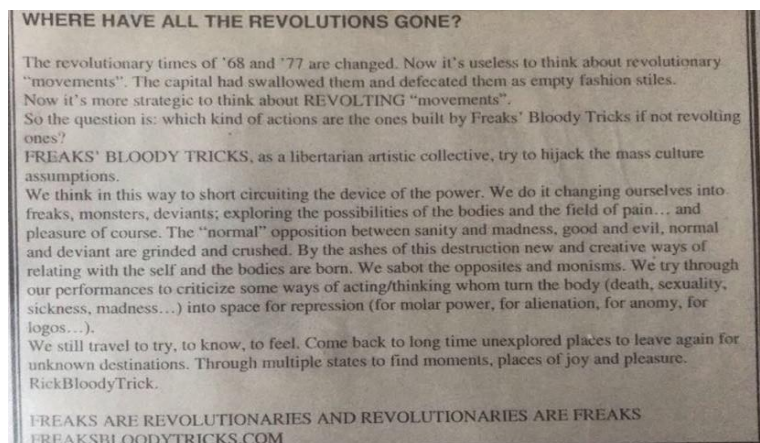 WHERE HAVE ALL THE REVOLUTIONS GONE?
The revolutionary times of '68 and '77 are changed. Now it's useless to think about revolutionary
"movements". The capital had swallowed them and defecated them as empty fashion stiles.
Now it's more strategic to think about REVOLTING "movements".
So the question is: which kind of actions are the ones built by Freaks' Bloody Tricks if not revolting
ones?
FREAKS' BLOODY TRICKS, as a libertarian artistic collective, try to hijack the mass culture
assumptions.
We think in this way to short circuiting the device of the power. We do it changing ourselves into
freaks, monsters, deviants; exploring the possibilities of the bodies and the field of pain... and
pleasure of course. The "normal" opposition between sanity and madness, good and evil, normal
and deviant are grinded and crushed. By the ashes of this destruction new and creative ways of
relating with the self and the bodies are born. We sabot the opposites and monisms. We try through
our performances to criticize some ways of acting/thinking whom turn the body (death, sexuality,
sickness, madness...) into space for repression (for molar power, for alienation, for anomy, for
logos...).
We still travel to try, to know, to feel. Come back to long time unexplored places to leave again for
unknown destinations. Through multiple states to find moments, places of joy and pleasure.
RickBloodyTrick.
FREAKS ARE REVOLUTIONARIES AND REVOLUTIONARIES ARE FREAKS
FREAKSBLOODYTRICKS.COM